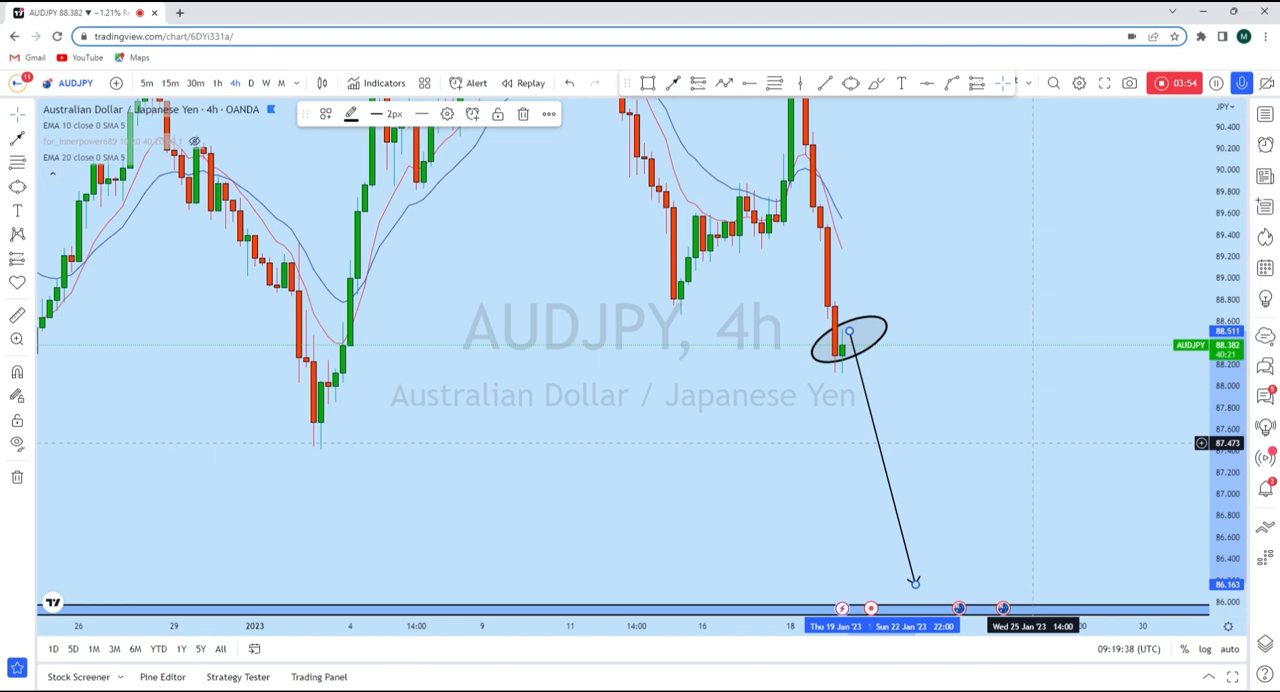 AUDJPY 88.382 ▼ −1.21%
tradingview.com/chart/6DYi331a/
M
Gmail
YouTube
Maps
11
AUDJPY
5m 15m 30m 1h 4h D W M
Indicators
Alert
Replay
03:54
Australian Dollar / Japanese Yen · 4h · OANDA
2px
EMA 10 close 0 SMA 5
EMA 20 close 0 SMA 5
AUDJPY, 4h
Australian Dollar / Japanese Yen
JPY
90.400
90.200
90.000
89.800
89.600
89.400
89.200
89.000
88.800
88.600
88.511
AUDJPY 88.382
40:21
88.200
88.000
87.800
87.600
87.473
87.200
87.000
86.800
86.600
86.400
86.163
86.000
26 29 2023 4 14:00 9 11 14:00 16 18 Thu 19 Jan '23 Sun 22 Jan '23 22:00 Wed 25 Jan '23 14:00 30
1D 5D 1M 3M 6M YTD 1Y 5Y All
09:19:38 (UTC) % log auto
Stock Screener Pine Editor Strategy Tester Trading Panel